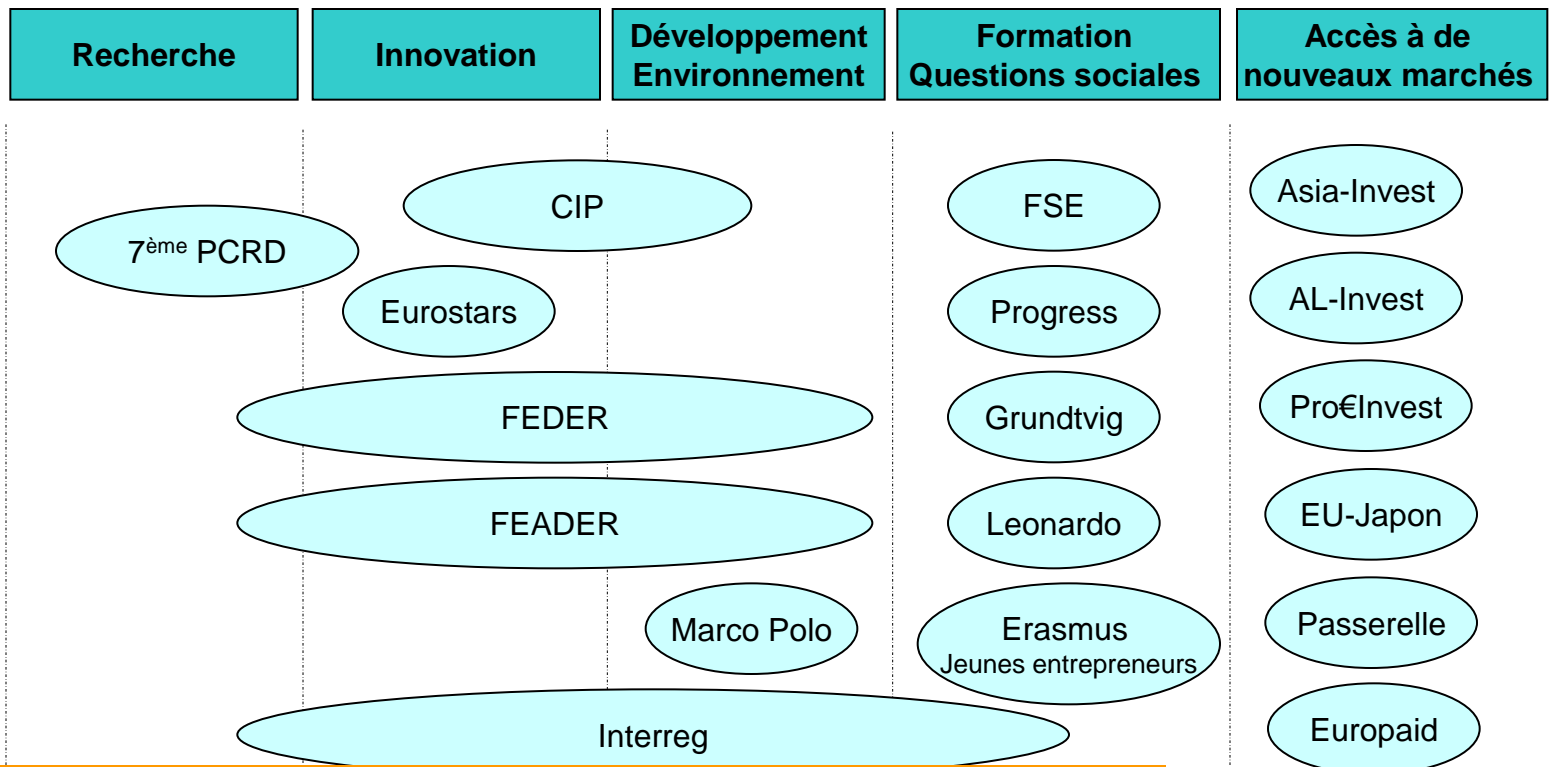 Recherche
Innovation
Développement
Environnement
Formation
Questions sociales
Accès à de
nouveaux marchés
7ème PCRD
CIP
Eurostars
FEDER
FEADER
Marco Polo
Interreg
FSE
Progress
Grundtvig
Leonardo
Erasmus
Jeunes entrepreneurs
Asia-Invest
AL-Invest
Pro€Invest
EU-Japon
Passerelle
Europaid